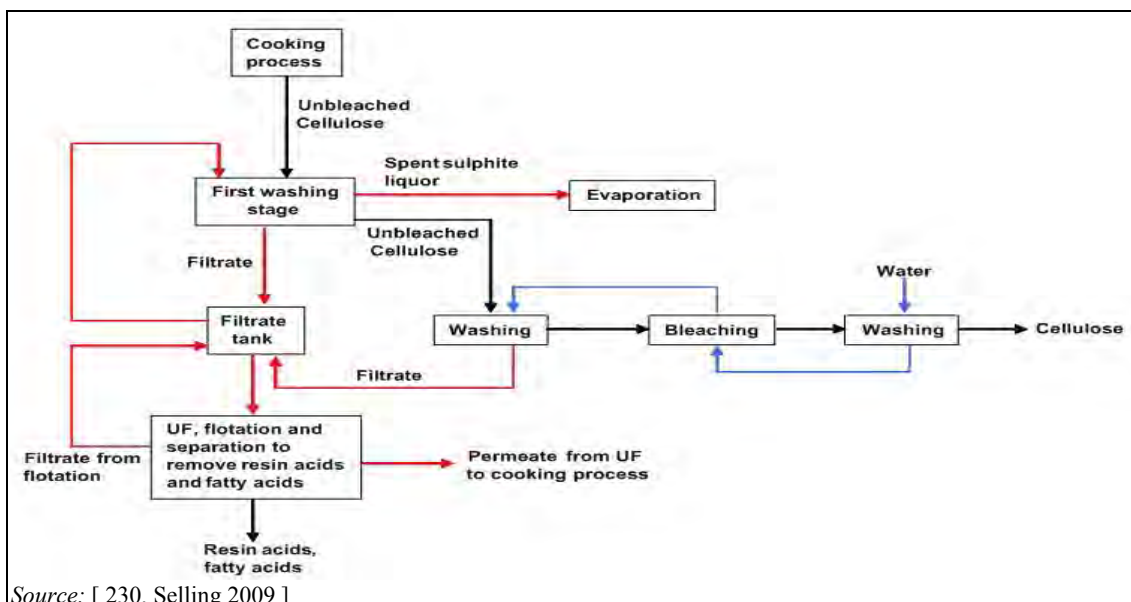 Cooking
process
Unbleached
Cellulose
Spent sulphite
liquor
First washing
stage
Evaporation
Unbleached
Cellulose
Filtrate
Water
Filtrate
tank
Washing
Bleaching
Washing
Cellulose
Filtrate
UF, flotation and
separation to
remove resin acids
and fatty acids
Filtrate from
flotation
Permeate from UF
to cooking process
Resin acids,
fatty acids
Source: [ 230, Selling 2009 ]